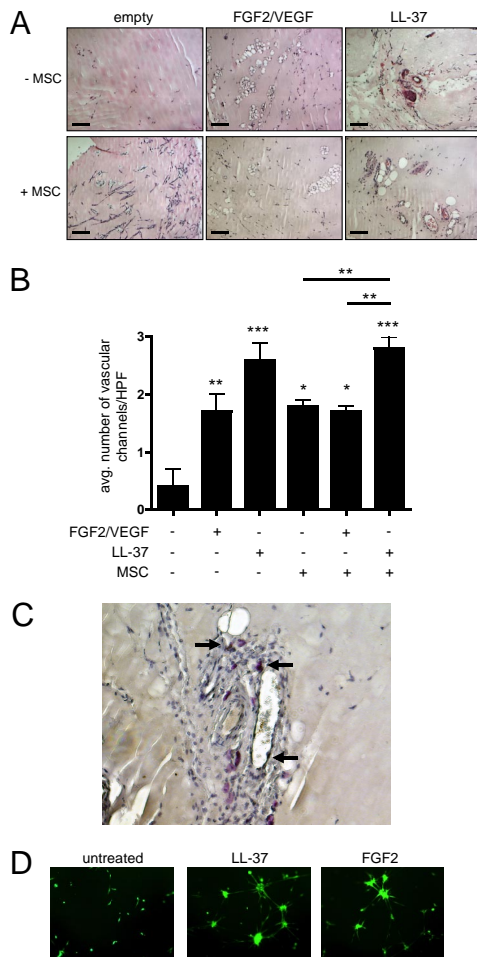 A
empty FGF2/VEGF LL-37
- MSC
+ MSC
B
**
**
***
***
**
*
*
3
2
1
0
avg. number of vascular
channels/HPF
FGF2/VEGF - + - - + -
LL-37 - - + - - +
MSC - - - + + +
C
D
untreated LL-37 FGF2